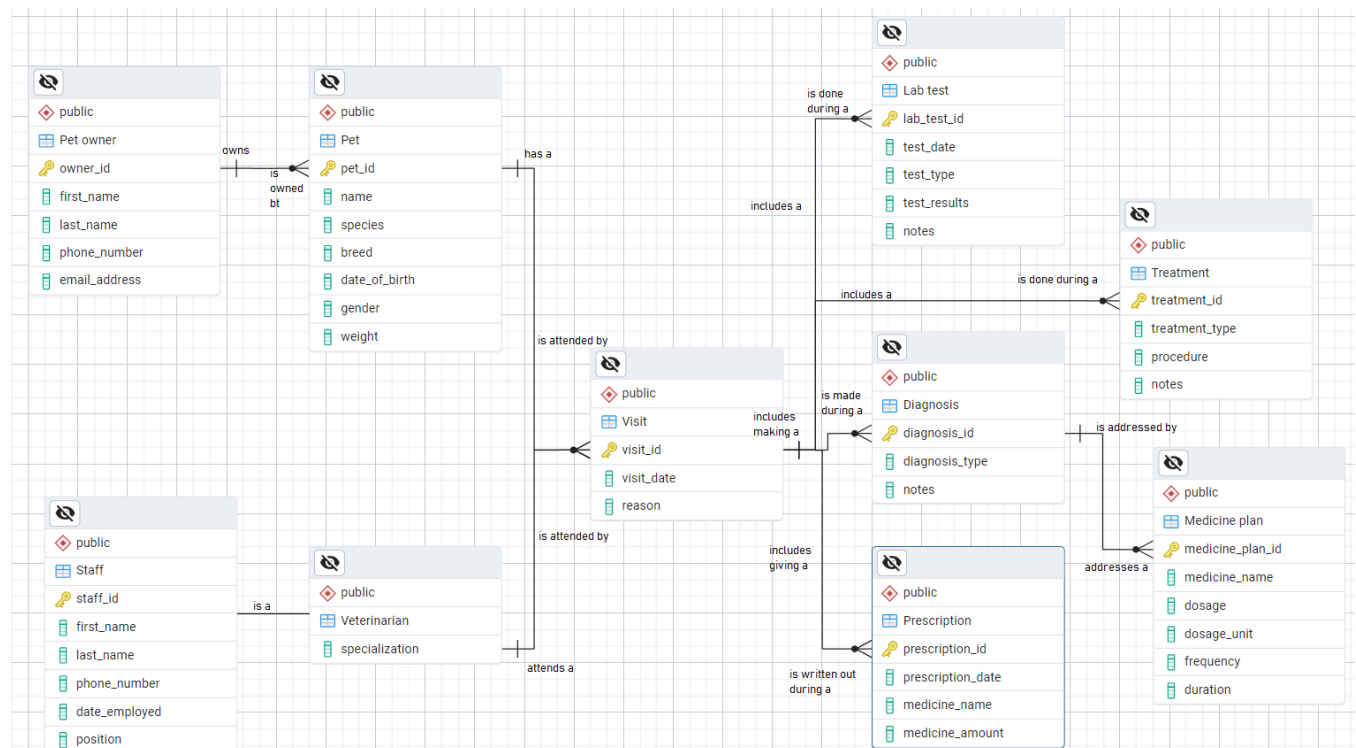 public
Pet owner
owner_id
first_name
last_name
phone_number
email_address
owns
is
owned
bt
public
Pet
pet_id
name
species
breed
date_of_birth
gender
weight
has a
is attended by
public
Staff
staff_id
first_name
last_name
phone_number
date_employed
position
is a
public
Veterinarian
specialization
attends a
is attended by
public
Visit
visit_id
visit_date
reason
includes a
is done
during a
public
Lab test
lab_test_id
test_date
test_type
test_results
notes
includes a
is done during a
public
Treatment
treatment_id
treatment_type
procedure
notes
includes
making a
is made
during a
public
Diagnosis
diagnosis_id
diagnosis_type
notes
is addressed by
addresses a
public
Medicine plan
medicine_plan_id
medicine_name
dosage
dosage_unit
frequency
duration
includes
giving a
is written out
during a
public
Prescription
prescription_id
prescription_date
medicine_name
medicine_amount